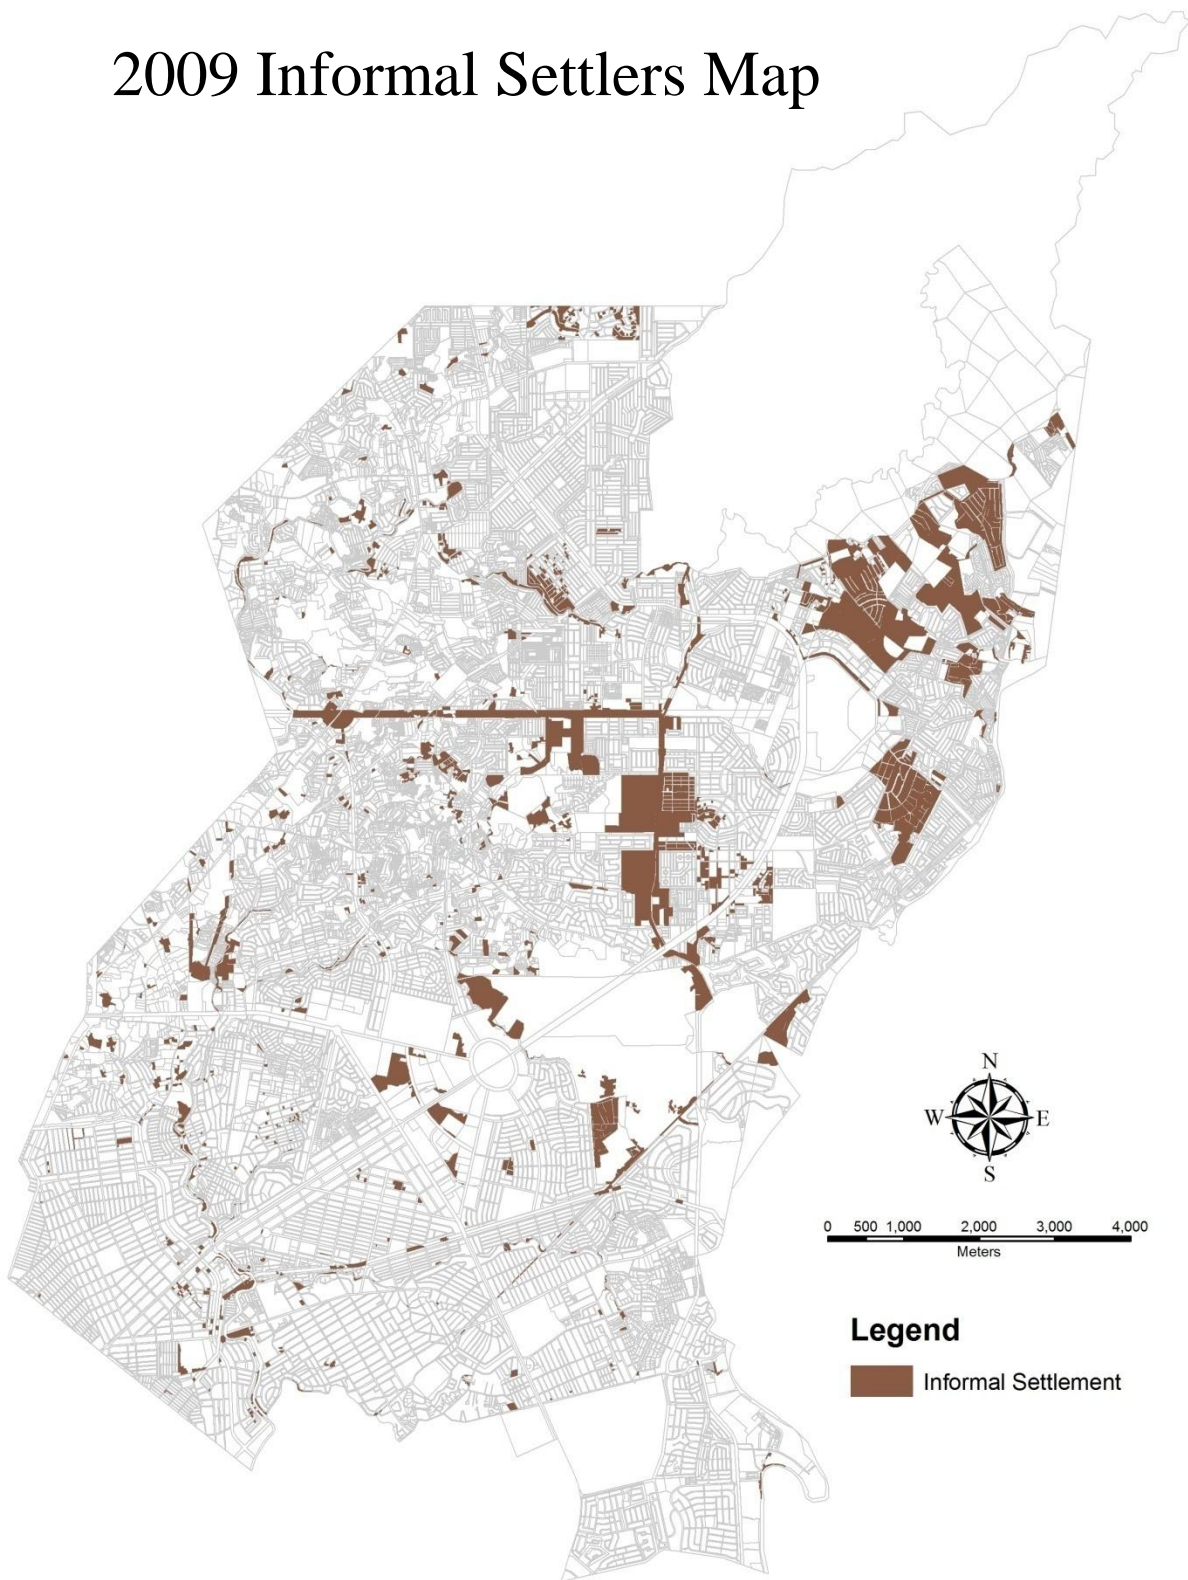 2009 Informal Settlers Map
N
W E
S
0 500 1,000 2,000 3,000 4,000
Meters
Legend
Informal Settlement